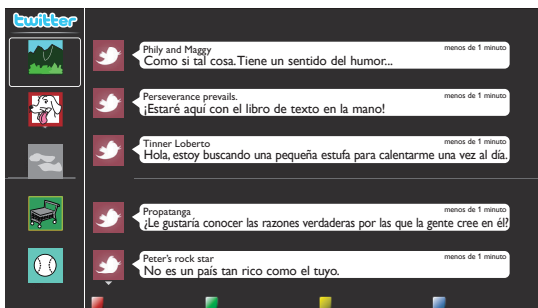 twitter
Phily and Maggy
menos de 1 minuto
Como si tal cosa. Tiene un sentido del humor...
Perseverance prevails.
menos de 1 minuto
¡Estaré aquí con el libro de texto en la mano!
Tinner Loberto
menos de 1 minuto
Hola, estoy buscando una pequeña estufa para calentarme una vez al día.
Propatanga
menos de 1 minuto
¿Le gustaría conocer las razones verdaderas por las que la gente cree en él?
Peter's rock star
menos de 1 minuto
No es un país tan rico como el tuyo.